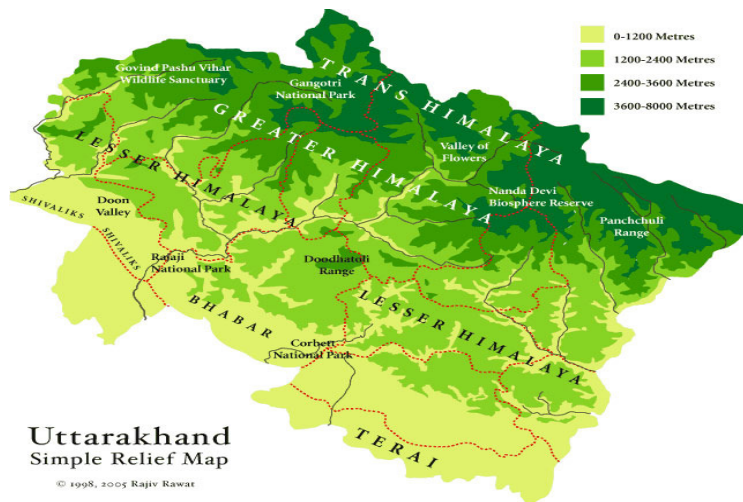 0-1200 Metres
1200-2400 Metres
2400-3600 Metres
3600-8000 Metres
Govind Pashu Vihar
Wildlife Sanctuary
Gangotri
National Park
TRANS HIMALAYA
GREATER HIMALAYA
Valley of
Flowers
LESSER HIMALAYA
Nanda Devi
Biosphere Reserve
Panchchuli
Range
SHIVALIKS
Doon
Valley
SHIVALIKS
Rajaji
National Park
Doodhatoli
Range
BHABAR
LESSER HIMALAYA
Corbett
National Park
TERAI
Uttarakhand
Simple Relief Map
© 1998, 2005 Rajiv Rawat